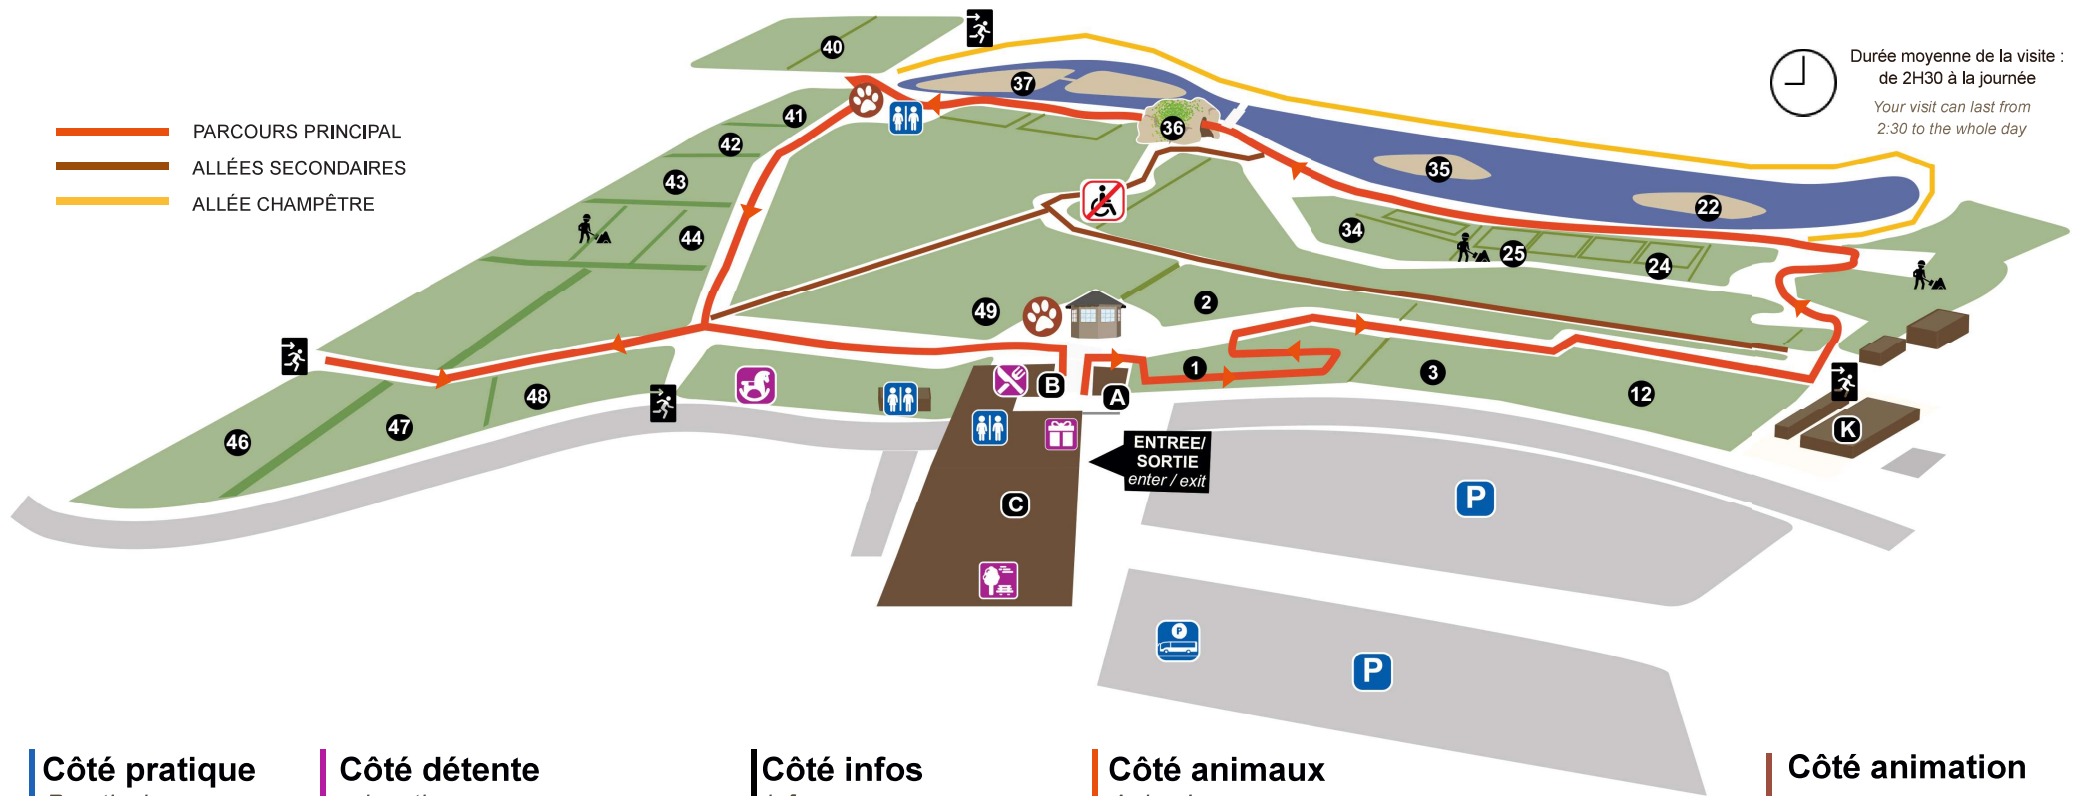 40
37
41
36
42
35
43
22
44
34
25
24
49
2
1
3
12
48
47
46
B
A
K
C
PARCOURS PRINCIPAL
ALLÉES SECONDAIRES
ALLÉE CHAMPÊTRE
Durée moyenne de la visite :
de 2H30 à la journée
Your visit can last from
2:30 to the whole day
ENTREE/
SORTIE
enter / exit
P
P
P
Côté pratique
Côté détente
Côté infos
Côté animaux
Côté animation